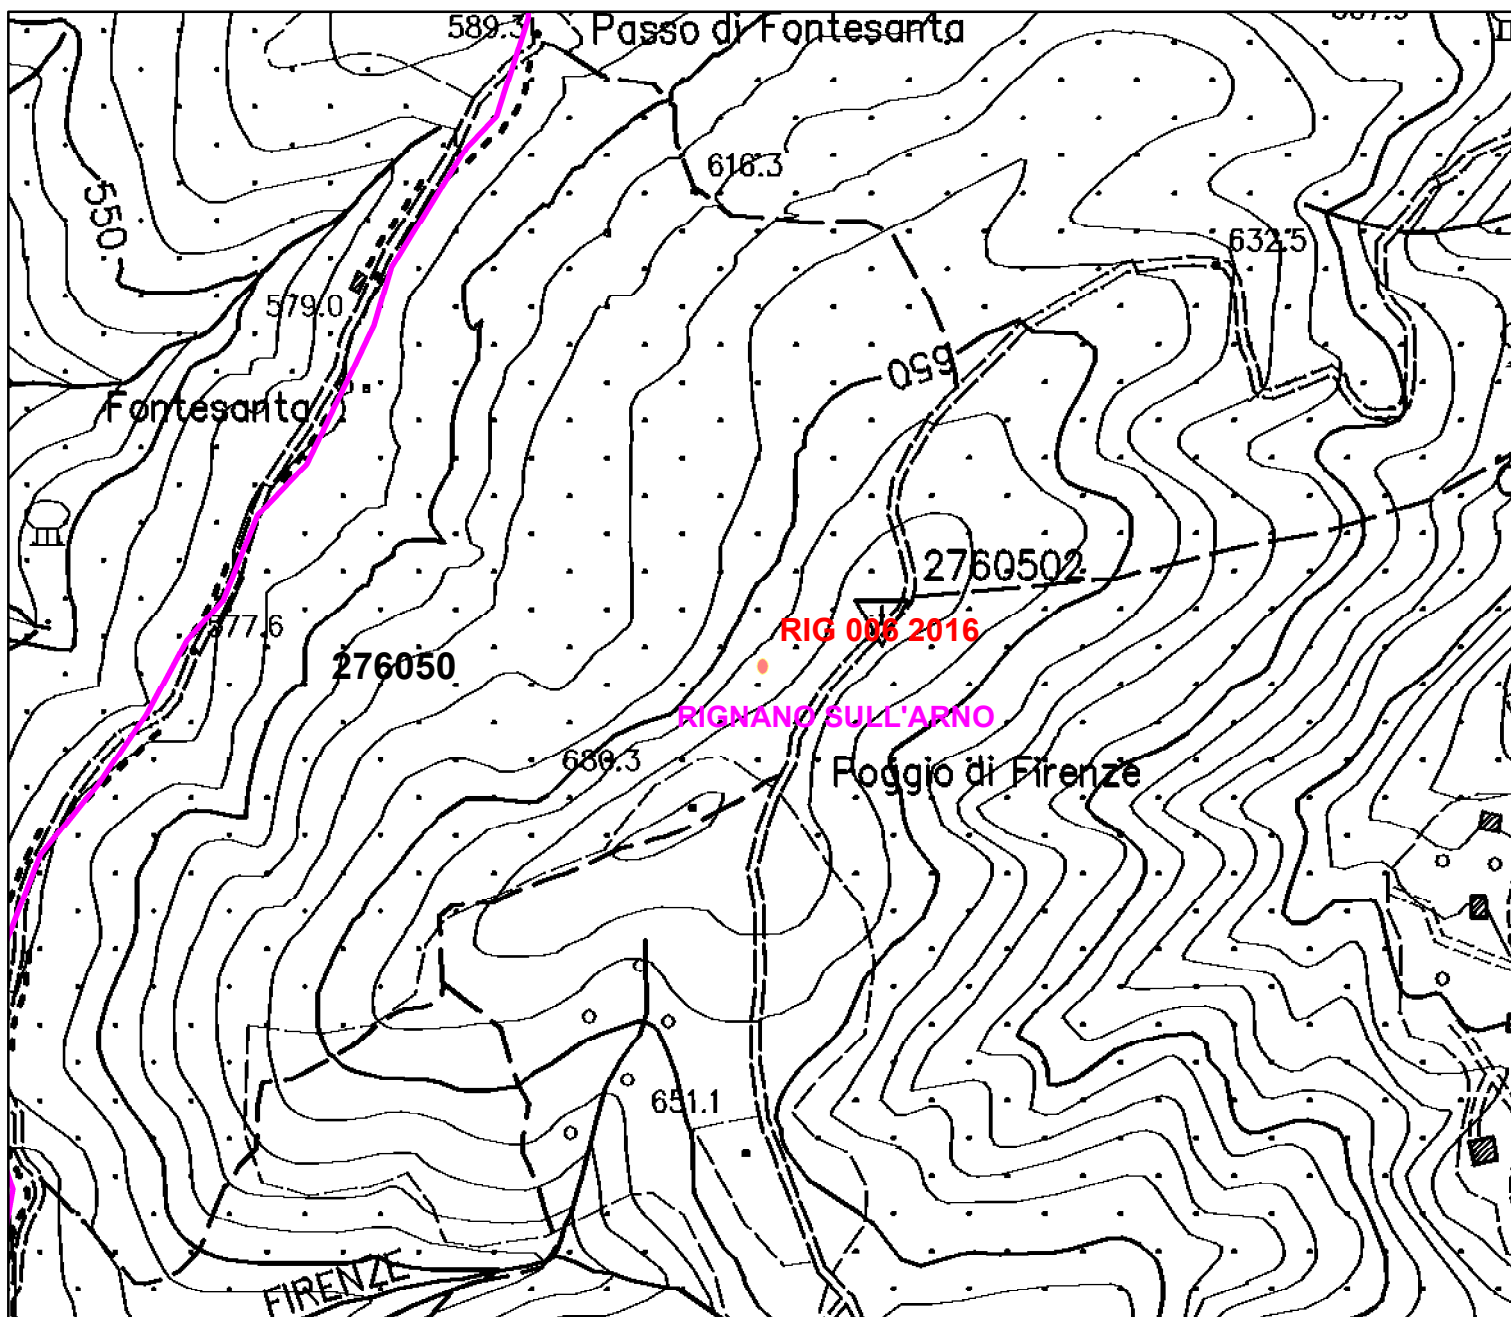 589.3
Passo di Fontesanta
616.3
550
632.5
579.0
650
Fontesanta
2760502
577.6
RIG 006 2016
276050
RIGNANO SULL'ARNO
680.3
Poggio di Firenze
651.1
FIRENZE